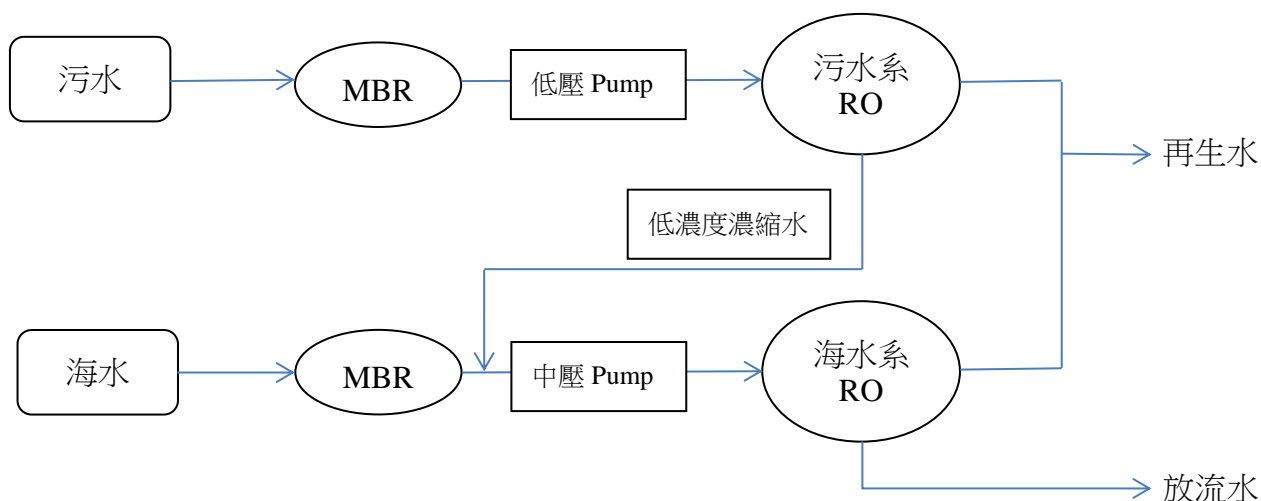 污水
MBR
低壓 Pump
污水系
RO
再生水
低濃度濃縮水
海水
MBR
中壓 Pump
海水系
RO
放流水